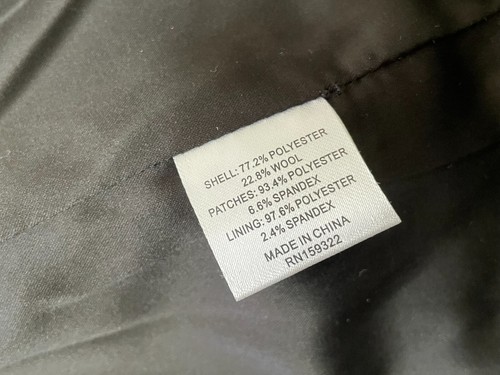 SHELL: 77.2% POLYESTER
22.8% WOOL
PATCHES: 93.4% POLYESTER
6.6% SPANDEX
LINING: 97.6% POLYESTER
2.4% SPANDEX
MADE IN CHINA
RN159322